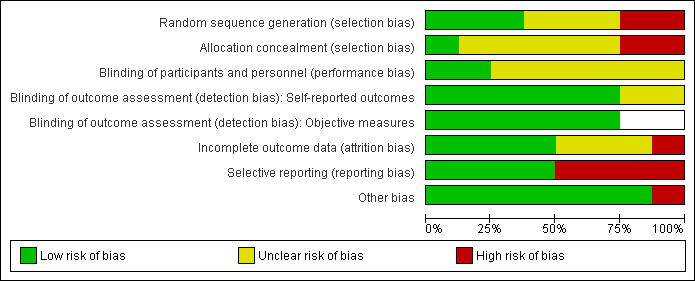 Random sequence generation (selection bias)
Allocation concealment (selection bias)
Blinding of participants and personnel (performance bias)
Blinding of outcome assessment (detection bias): Self-reported outcomes
Blinding of outcome assessment (detection bias): Objective measures
Incomplete outcome data (attrition bias)
Selective reporting (reporting bias)
Other bias
0% 25% 50% 75% 100%
Low risk of bias Unclear risk of bias High risk of bias